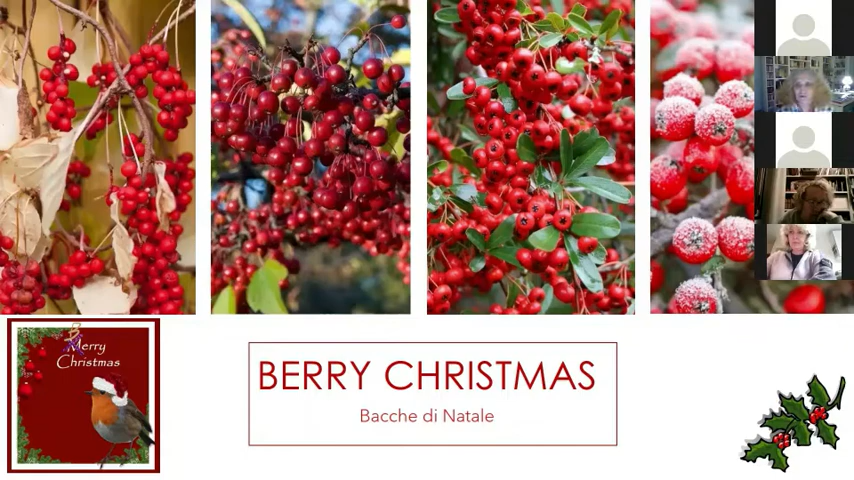 B
Merry
Christmas
BERRY CHRISTMAS
Bacche di Natale